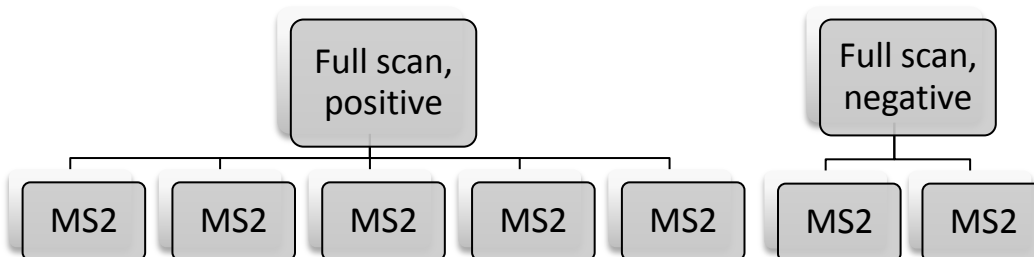 Full scan,
positive
Full scan,
negative
MS2 MS2 MS2 MS2 MS2 MS2 MS2